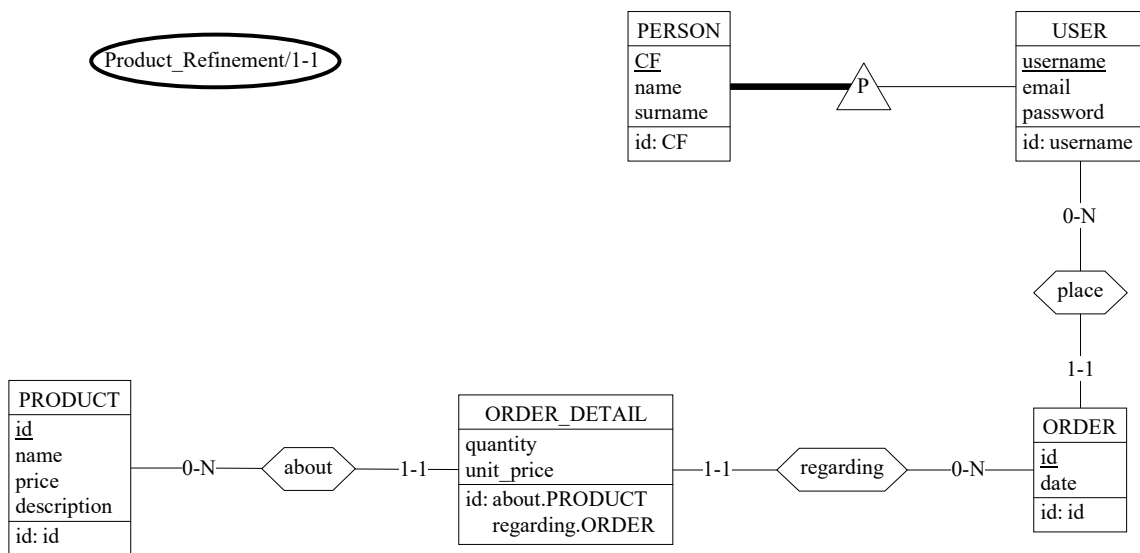 Product_Refinement/1-1
PERSON
CF
name
surname
id: CF
P
USER
username
email
password
id: username
0-N
place
1-1
PRODUCT
id
name
price
description
id: id
0-N
about
1-1
ORDER_DETAIL
quantity
unit_price
id: about.PRODUCT
regarding.ORDER
1-1
regarding
0-N
ORDER
id
date
id: id